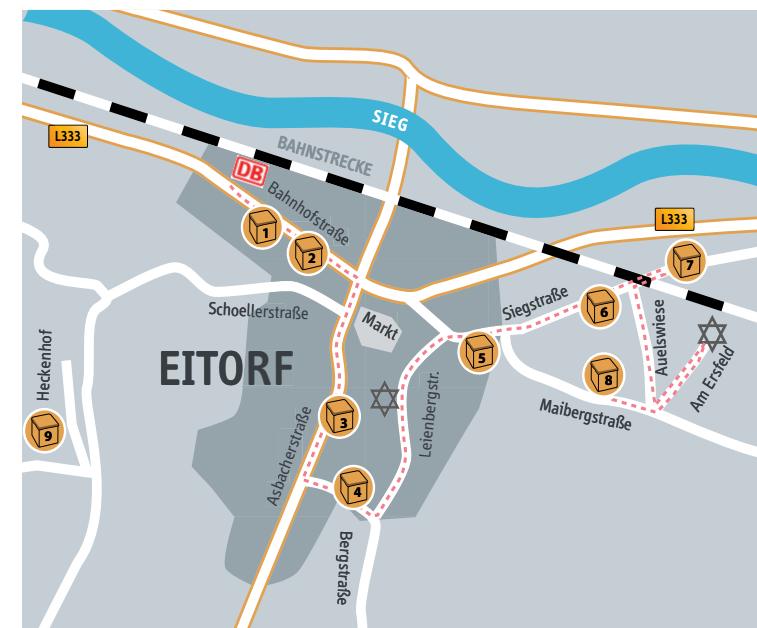 SIEG
L333
BAHNSTRECKE
DB
Bahnhofstraße
1
2
L333
7
Schoellerstraße
Markt
Siegstraße
6
Auelswiese
Heckenhof
EITORF
5
8
Am Ersfeld
Maibergstraße
9
3
Leienbergstr.
Asbacherstraße
4
Bergstraße